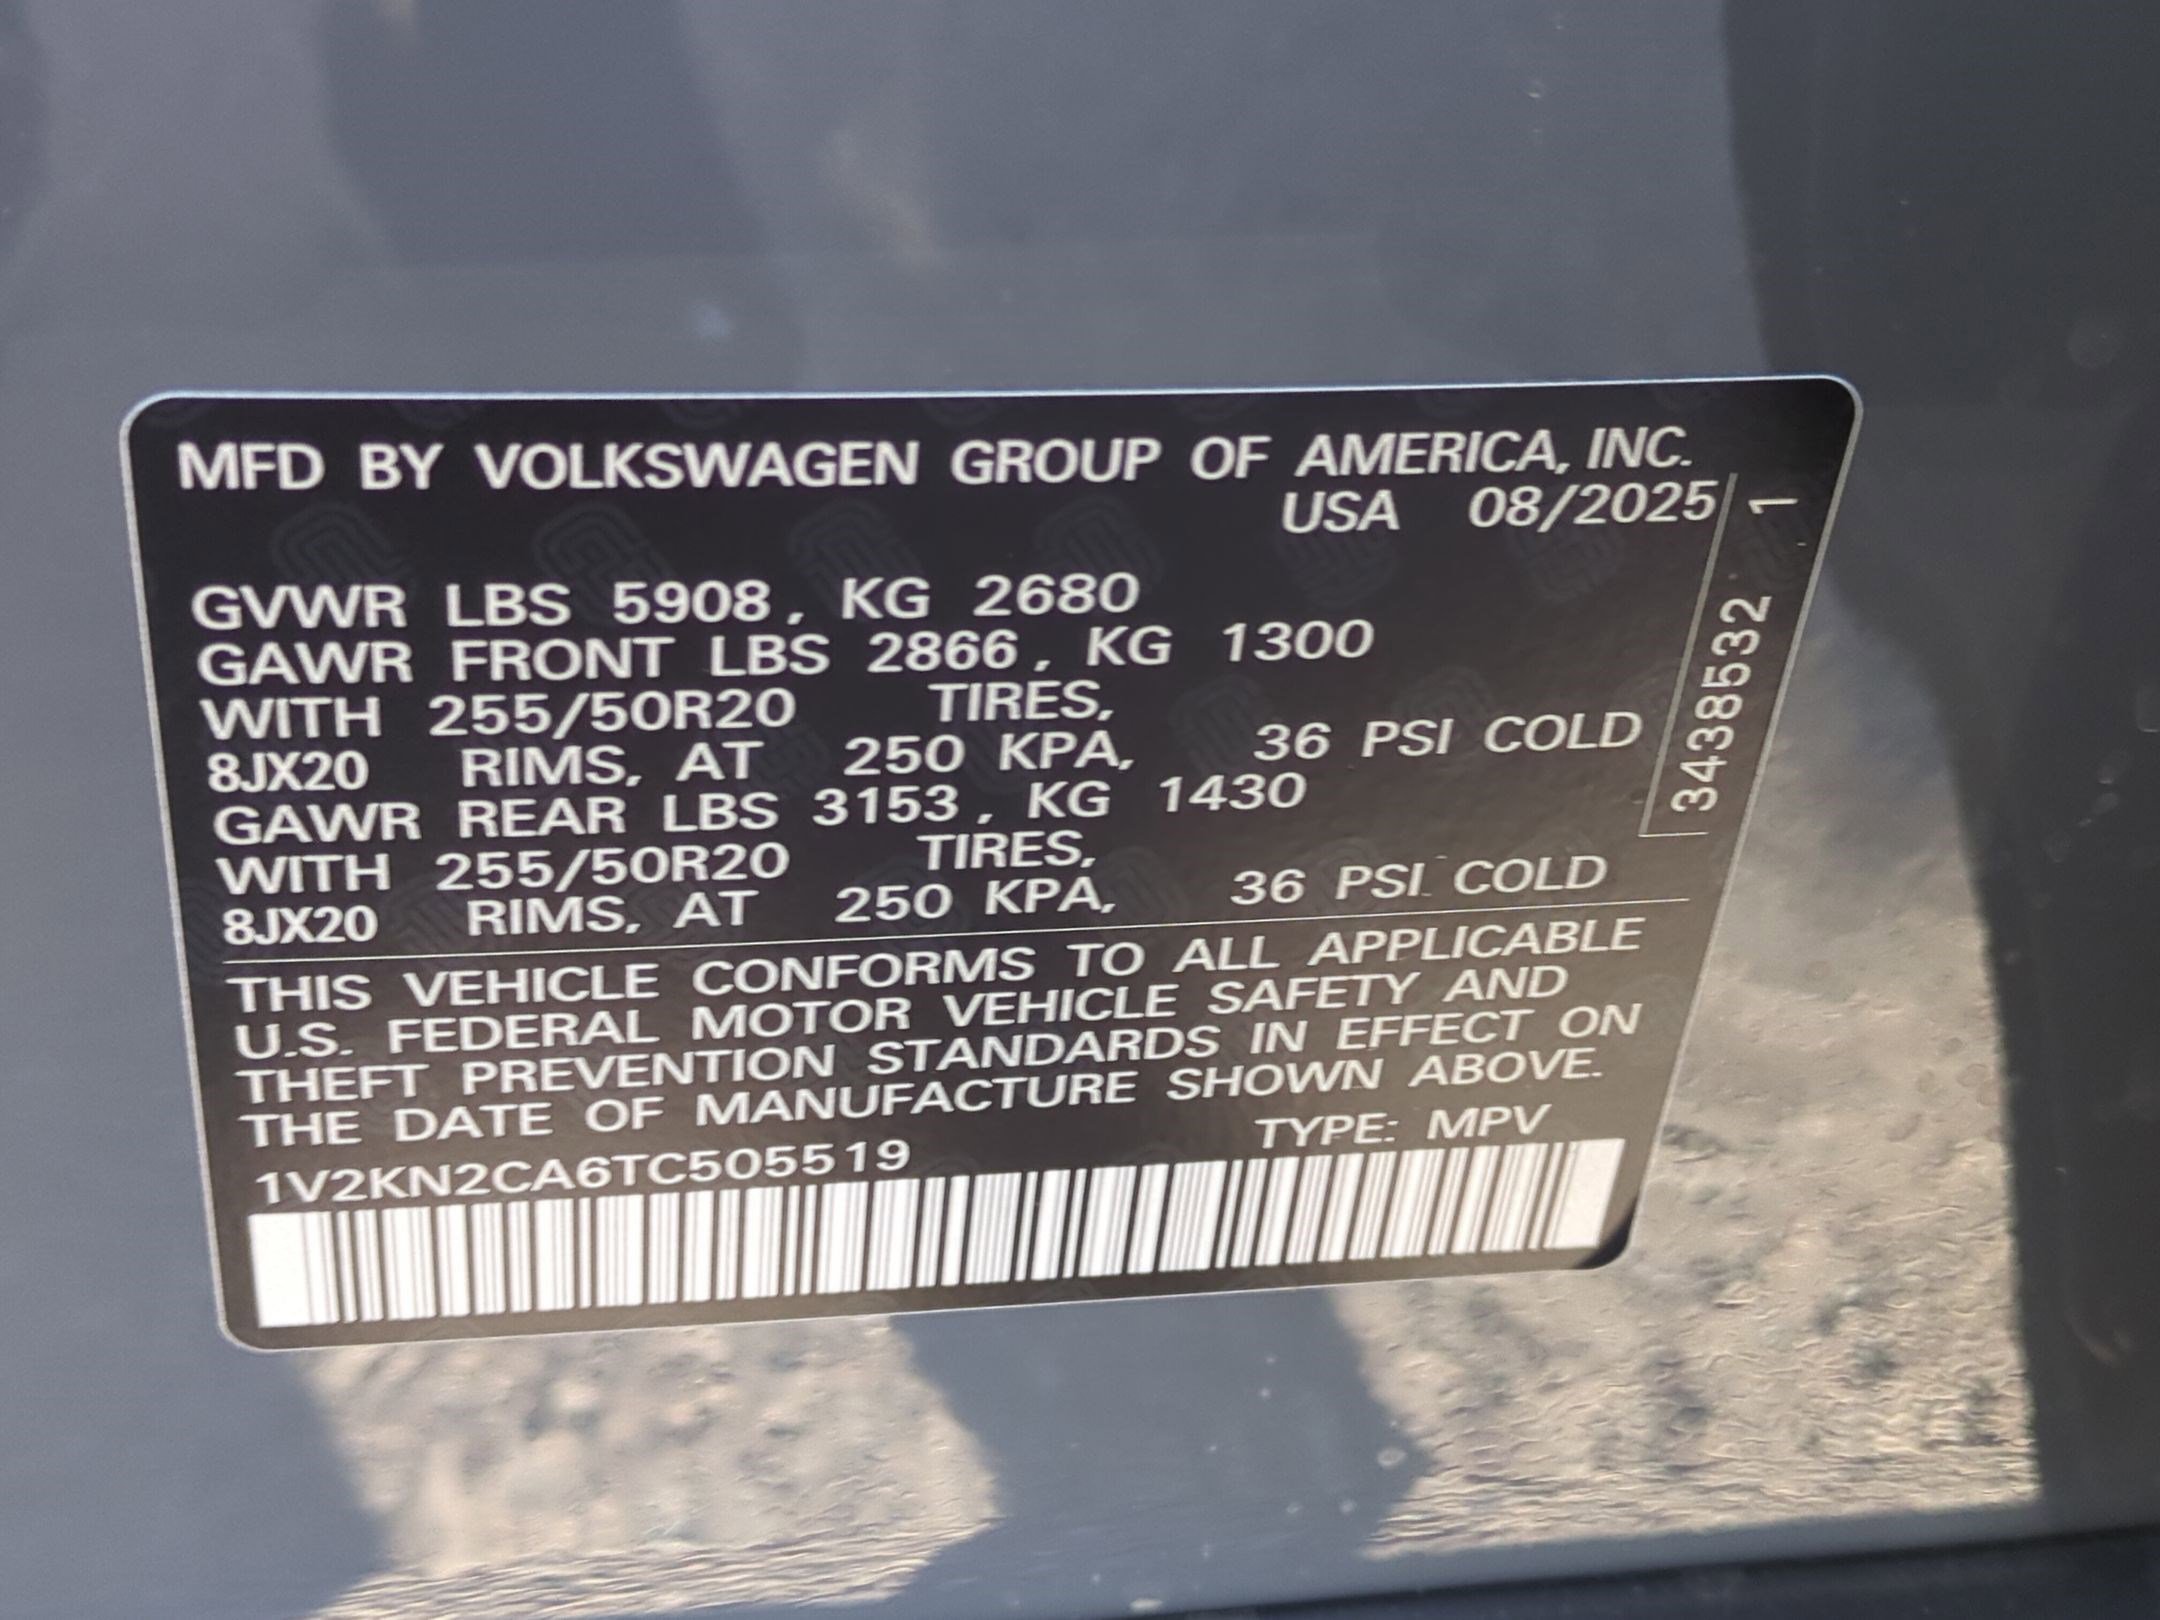 MFD BY VOLKSWAGEN GROUP OF AMERICA, INC.
USA 08/2025
GVWR LBS 5908, KG 2680
GAWR FRONT LBS 2866, KG 1300
WITH 255/50R20 TIRES,
8JX20 RIMS, AT 250 KPA, 36 PSI COLD
GAWR REAR LBS 3153, KG 1430
WITH 255/50R20 TIRES,
8JX20 RIMS, AT 250 KPA, 36 PSI COLD
THIS VEHICLE CONFORMS TO ALL APPLICABLE
U.S. FEDERAL MOTOR VEHICLE SAFETY AND
THEFT PREVENTION STANDARDS IN EFFECT ON
THE DATE OF MANUFACTURE SHOWN ABOVE.
TYPE: MPV
1V2KN2CA6TC505519
3438532 1